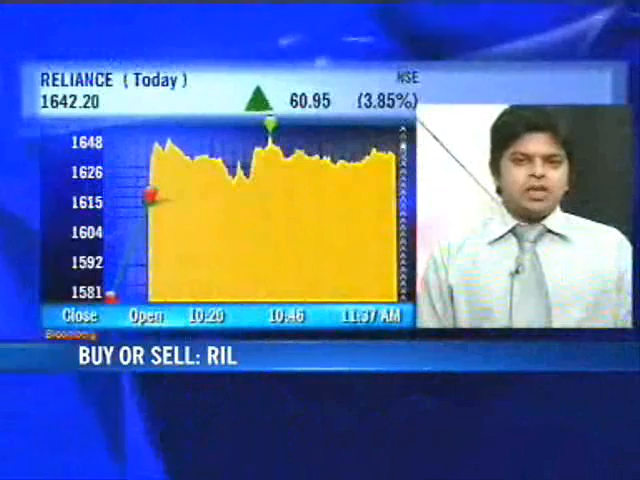 RELIANCE ( Today )
NSE
1642.20
60.95
(3.85%)
1648
1626
1615
1604
1592
1581
Close
Open
10:20
10:46
11:37 AM
Bloomberg
BUY OR SELL: RIL